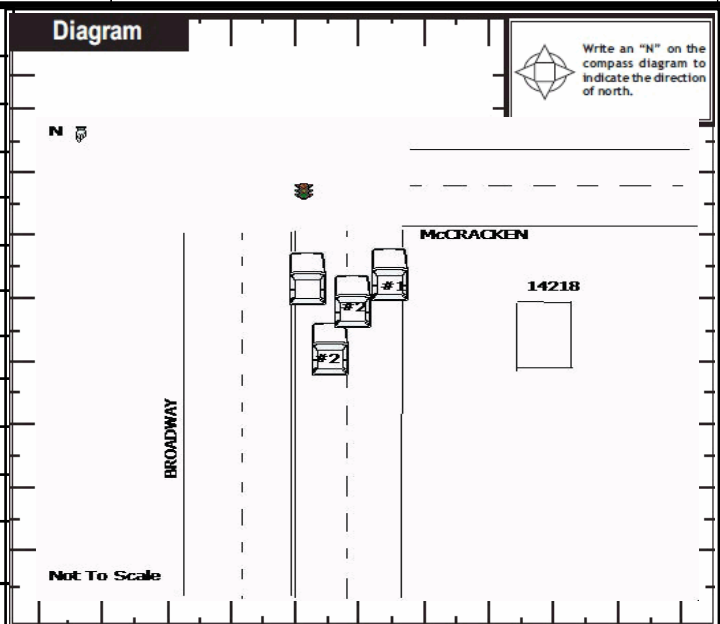 Diagram
Write an "N" on the
compass diagram to
indicate the direction
of north.
N
McCRACKEN
#1
14218
#2
#2
BROADWAY
Not To Scale